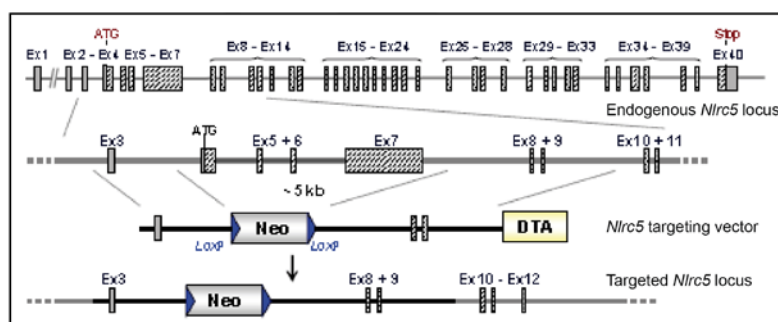 ATG Stop
Ex1 Ex2 - Ex4 Ex5 - Ex7 Ex8 - Ex14 Ex15 - Ex24 Ex25 - Ex28 Ex29 - Ex33 Ex34 - Ex39 Ex40
Endogenous Nlrc5 locus
ATG
Ex3 Ex5 + 6 Ex7 Ex8 + 9 Ex10 + 11
~ 5 kb
Neo DTA Nlrc5 targeting vector
LoxP LoxP
Ex3 Ex8 + 9 Ex10 - Ex12 Targeted Nlrc5 locus
Neo